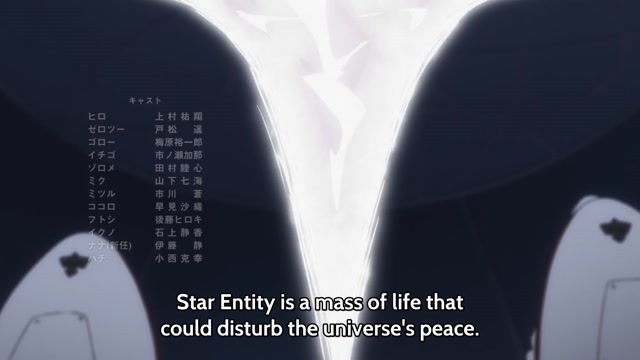 キャスト
ヒロ 上村祐翔
ゼロツー 戸松 遥
ゴロー 梅原裕一郎
イチゴ 市ノ瀬加那
ゾロメ 田村睦心
ミク 山下七海
ミツル 市川 蒼
ココロ 早見沙織
フトシ 後藤ヒロキ
イクノ 石上静香
ナナ(新任) 伊藤 静
ハチ 小西克幸
Star Entity is a mass of life that
could disturb the universe's peace.